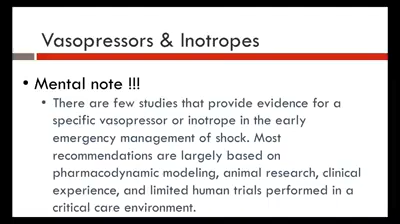 Vasopressors & Inotropes
• Mental note !!!
• There are few studies that provide evidence for a
specific vasopressor or inotrope in the early
emergency management of shock. Most
recommendations are largely based on
pharmacodynamic modeling, animal research, clinical
experience, and limited human trials performed in a
critical care environment.